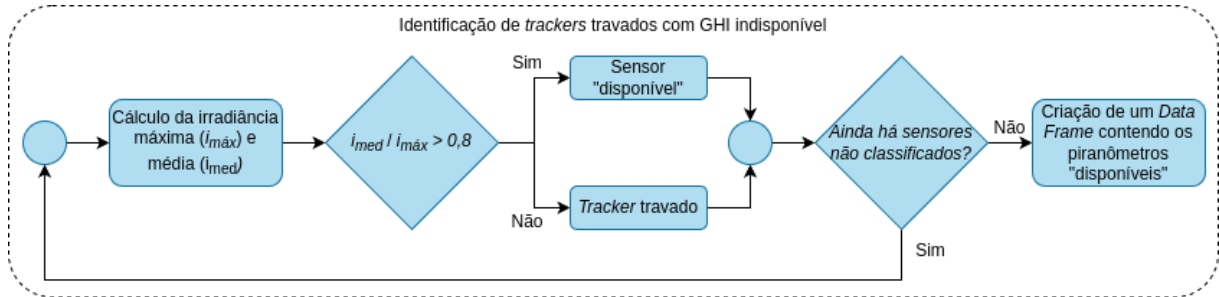 Identificação de trackers travados com GHI indisponível
Cálculo da irradiância
máxima (imáx) e
média (imed)
imed / imáx > 0,8
Sim
Sensor
"disponível"
Não
Tracker travado
Ainda há sensores
não classificados?
Não
Criação de um Data
Frame contendo os
piranômetros
"disponíveis"
Sim